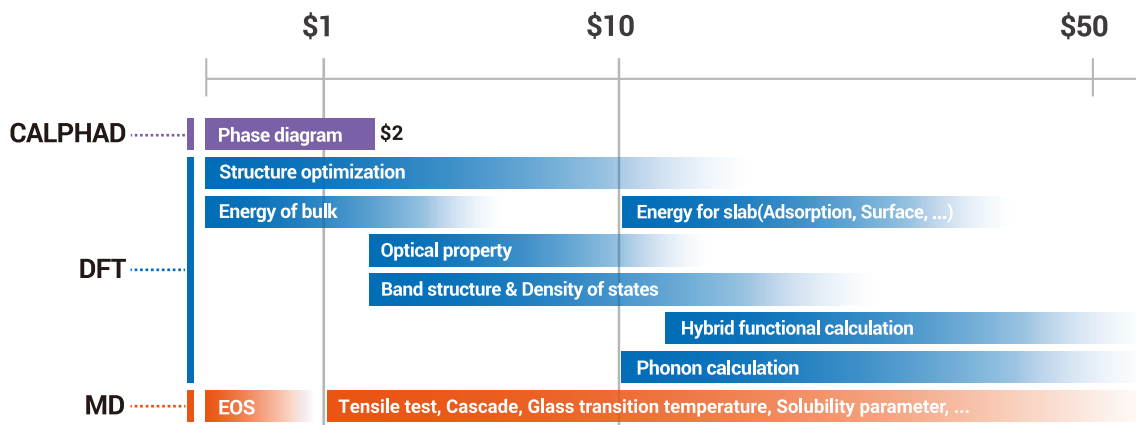 $1 $10 $50
CALPHAD Phase diagram $2
Structure optimization
Energy of bulk Energy for slab(Adsorption, Surface, ...)
DFT
Optical property
Band structure & Density of states
Hybrid functional calculation
Phonon calculation
MD EOS Tensile test, Cascade, Glass transition temperature, Solubility parameter, ...